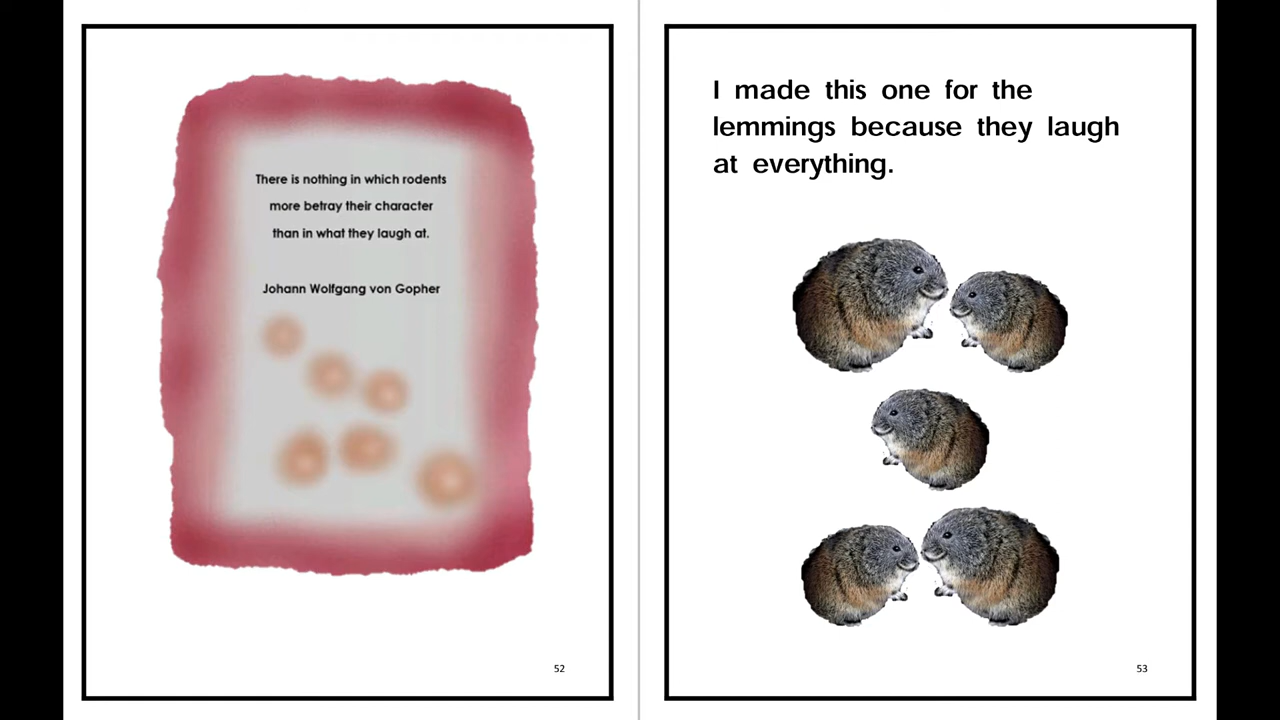 There is nothing in which rodents
more betray their character
than in what they laugh at.
Johann Wolfgang von Gopher
52
I made this one for the
lemmings because they laugh
at everything.
53